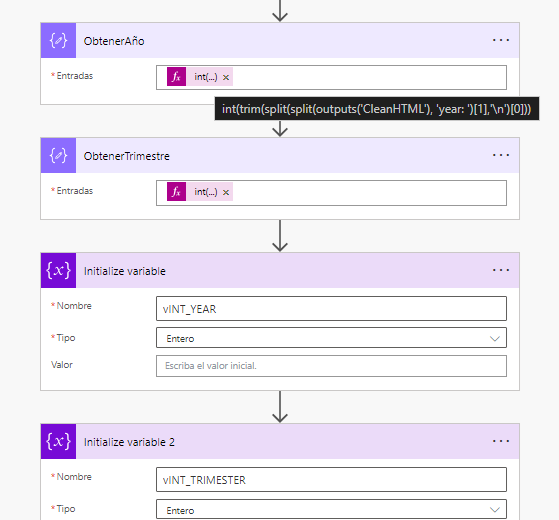 ObtenerAño
* Entradas
int(...)
int(trim(split(split(outputs('CleanHTML'), 'year: ')[1],'\n')[0]))
ObtenerTrimestre
* Entradas
int(...)
Initialize variable
* Nombre
vINT_YEAR
* Tipo
Entero
Valor
Escriba el valor inicial.
Initialize variable 2
* Nombre
vINT_TRIMESTER
* Tipo
Entero